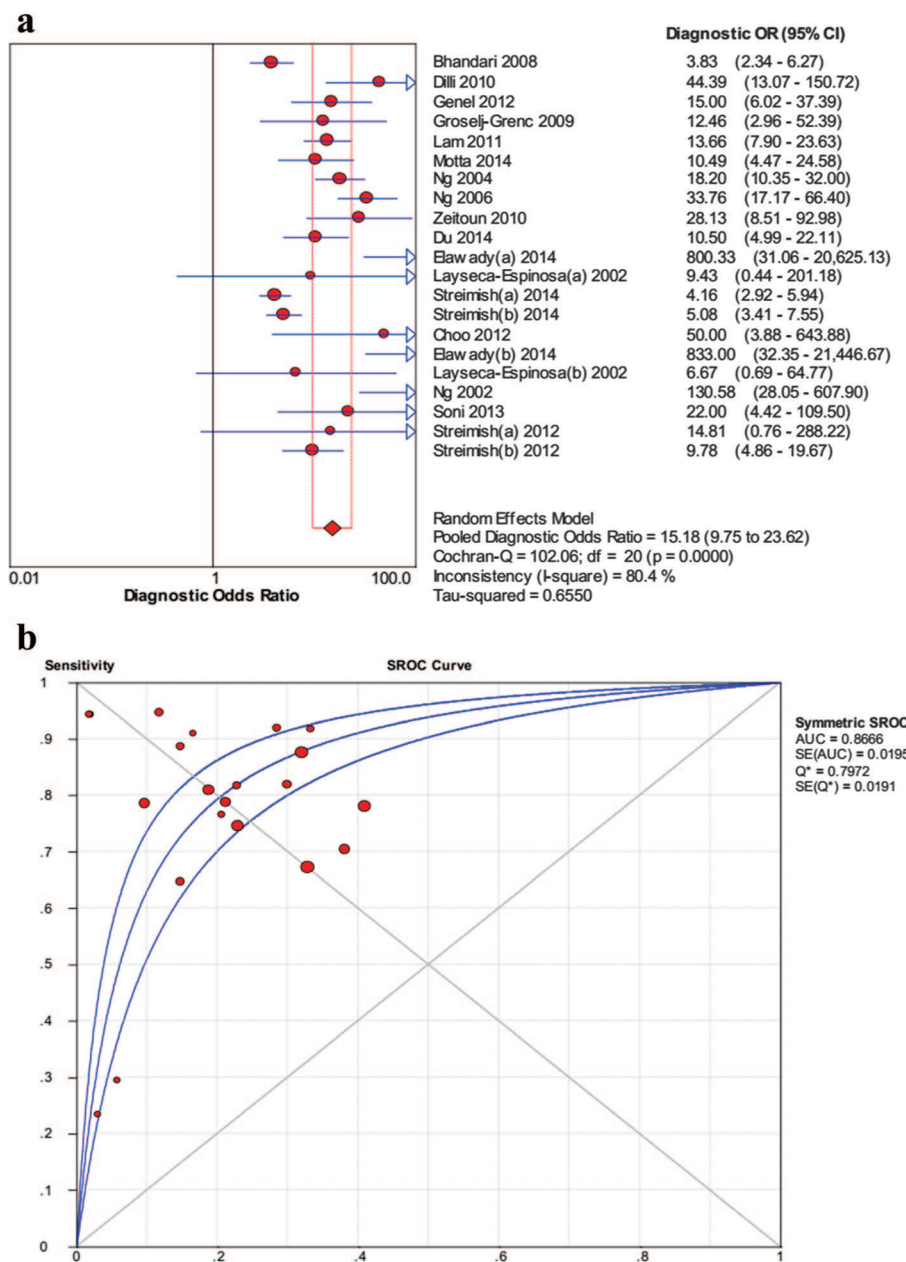 a
Diagnostic OR (95% CI)
Bhandari 2008 3.83 (2.34 - 6.27)
Dilli 2010 44.39 (13.07 - 150.72)
Genel 2012 15.00 (6.02 - 37.39)
Groselj-Grenc 2009 12.46 (2.96 - 52.39)
Lam 2011 13.66 (7.90 - 23.63)
Motta 2014 10.49 (4.47 - 24.58)
Ng 2004 18.20 (10.35 - 32.00)
Ng 2006 33.76 (17.17 - 66.40)
Zeitoun 2010 28.13 (8.51 - 92.98)
Du 2014 10.50 (4.99 - 22.11)
Elawady(a) 2014 800.33 (31.06 - 20,625.13)
Layseca-Espinosa(a) 2002 9.43 (0.44 - 201.18)
Streimish(a) 2014 4.16 (2.92 - 5.94)
Streimish(b) 2014 5.08 (3.41 - 7.55)
Choo 2012 50.00 (3.88 - 643.88)
Elawady(b) 2014 833.00 (32.35 - 21,446.67)
Layseca-Espinosa(b) 2002 6.67 (0.69 - 64.77)
Ng 2002 130.58 (28.05 - 607.90)
Soni 2013 22.00 (4.42 - 109.50)
Streimish(a) 2012 14.81 (0.76 - 288.22)
Streimish(b) 2012 9.78 (4.86 - 19.67)
Random Effects Model
Pooled Diagnostic Odds Ratio = 15.18 (9.75 to 23.62)
Cochran-Q = 102.06; df = 20 (p = 0.0000)
Inconsistency (I-square) = 80.4 %
Tau-squared = 0.6550
0.01 1 100.0
Diagnostic Odds Ratio
b
Sensitivity SROC Curve
1
.9
.8
.7
.6
.5
.4
.3
.2
.1
0
0 .2 .4 .6 .8 1
Symmetric SROC
AUC = 0.8666
SE(AUC) = 0.0195
Q* = 0.7972
SE(Q*) = 0.0191